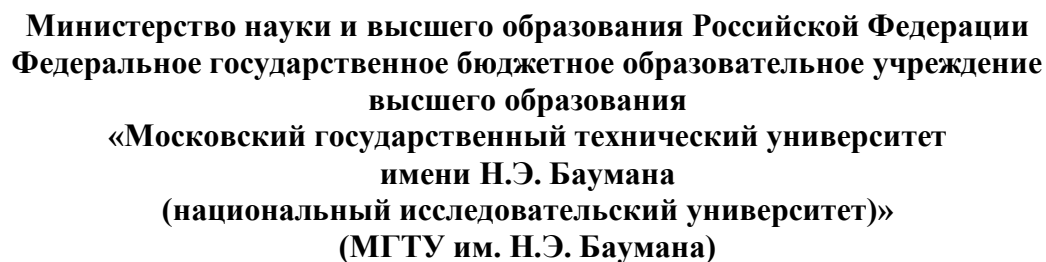 Министерство науки и высшего образования Российской Федерации
Федеральное государственное бюджетное образовательное учреждение
высшего образования
«Московский государственный технический университет
имени Н.Э. Баумана
(национальный исследовательский университет)»
(МГТУ им. Н.Э. Баумана)